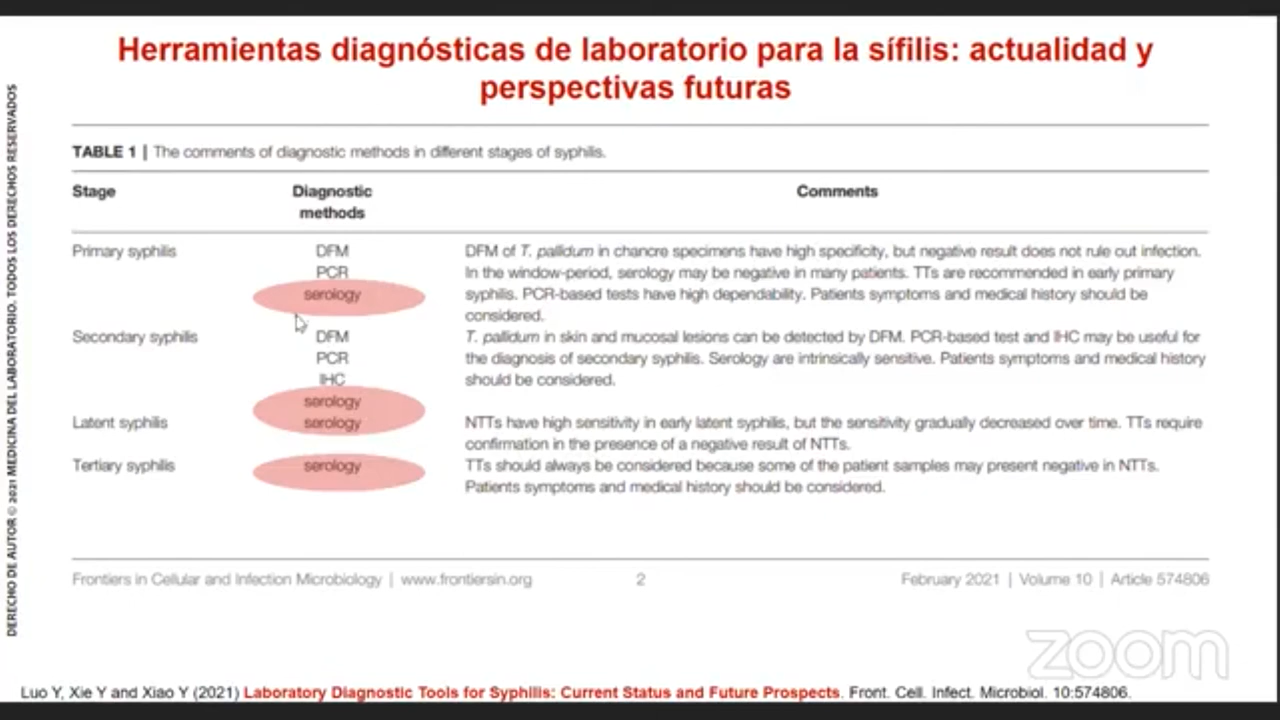 Herramientas diagnósticas de laboratorio para la sífilis: actualidad y
perspectivas futuras
DERECHO DE AUTOR © 2021 MEDICINA DEL LABORATORIO. TODOS LOS DERECHOS RESERVADOS
TABLE 1 | The comments of diagnostic methods in different stages of syphilis.
Stage Diagnostic methods Comments
Primary syphilis DFM DFM of T. pallidum in chancre specimens have high specificity, but negative result does not rule out infection.
PCR In the window-period, serology may be negative in many patients. TTs are recommended in early primary
serology syphilis. PCR-based tests have high dependability. Patients symptoms and medical history should be
considered.
Secondary syphilis DFM T. pallidum in skin and mucosal lesions can be detected by DFM. PCR-based test and IHC may be useful for
PCR the diagnosis of secondary syphilis. Serology are intrinsically sensitive. Patients symptoms and medical history
IHC should be considered.
serology
Latent syphilis serology NTTs have high sensitivity in early latent syphilis, but the sensitivity gradually decreased over time. TTs require
confirmation in the presence of a negative result of NTTs.
Tertiary syphilis serology TTs should always be considered because some of the patient samples may present negative in NTTs.
Patients symptoms and medical history should be considered.
Frontiers in Cellular and Infection Microbiology | www.frontiersin.org 2 February 2021 | Volume 10 | Article 574806
zoom
Luo Y, Xie Y and Xiao Y (2021) Laboratory Diagnostic Tools for Syphilis: Current Status and Future Prospects. Front. Cell. Infect. Microbiol. 10:574806.